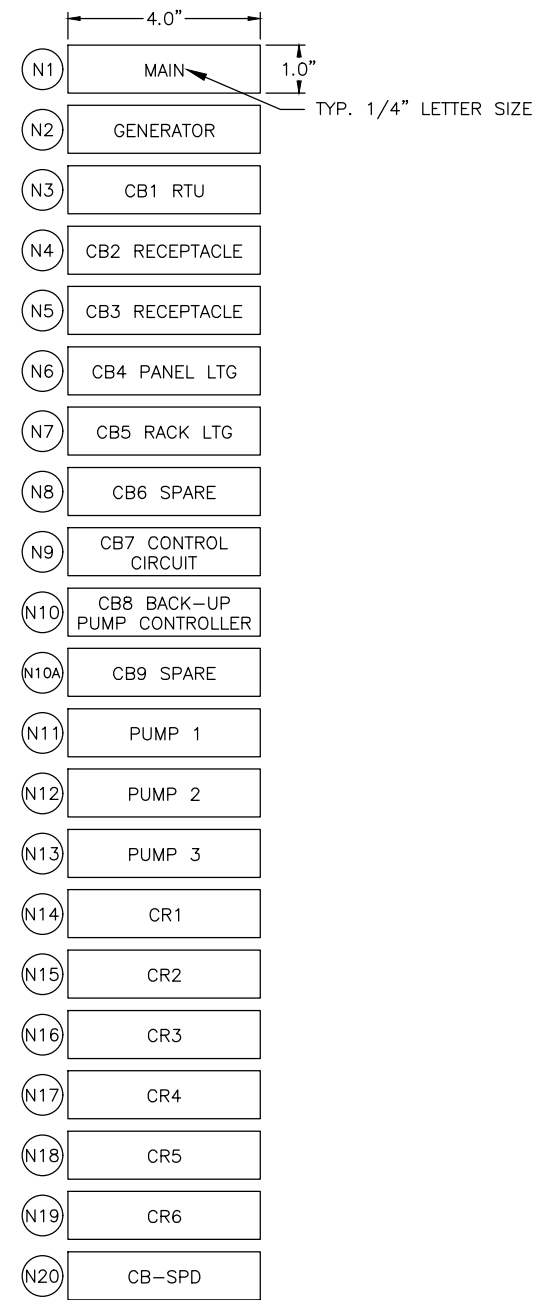 4.0"
N1 MAIN 1.0"
TYP. 1/4" LETTER SIZE
N2 GENERATOR
N3 CB1 RTU
N4 CB2 RECEPTACLE
N5 CB3 RECEPTACLE
N6 CB4 PANEL LTG
N7 CB5 RACK LTG
N8 CB6 SPARE
N9 CB7 CONTROL
CIRCUIT
N10 CB8 BACK-UP
PUMP CONTROLLER
N10A CB9 SPARE
N11 PUMP 1
N12 PUMP 2
N13 PUMP 3
N14 CR1
N15 CR2
N16 CR3
N17 CR4
N18 CR5
N19 CR6
N20 CB-SPD